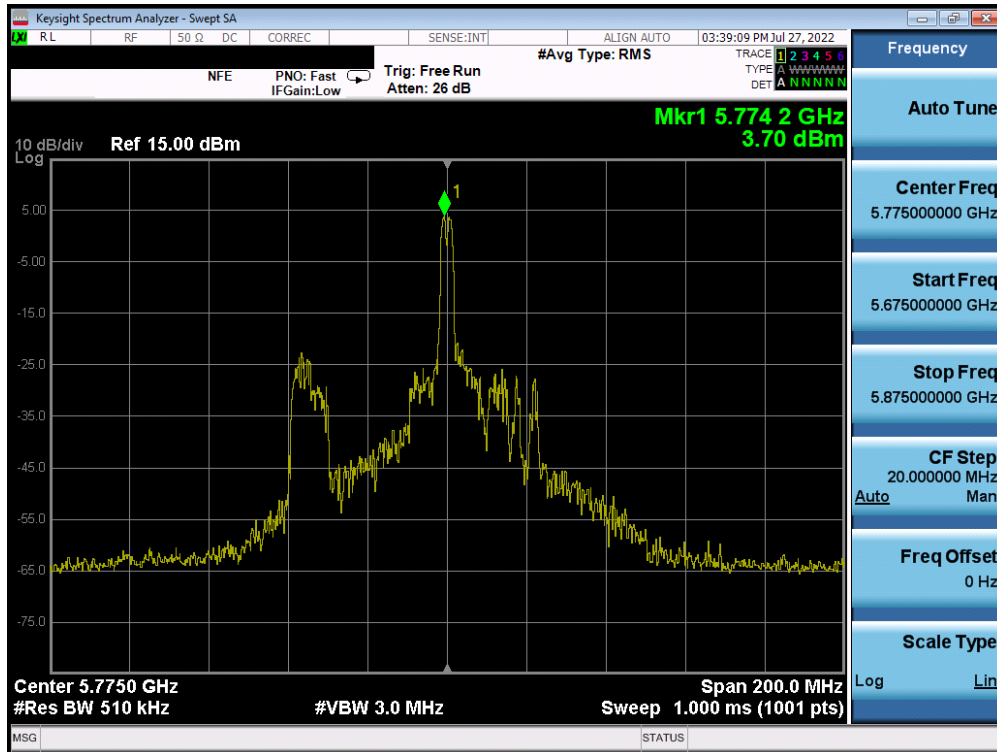 Keysight Spectrum Analyzer - Swept SA
LXI RL RF 50 Ω DC CORREC SENSE:INT ALIGN AUTO 03:39:09 PM Jul 27, 2022
NFE PNO: Fast Trig: Free Run #Avg Type: RMS TRACE 1 2 3 4 5 6
IFGain:Low Atten: 26 dB TYPE A WWWWW
DET A N N N N N
Mkr1 5.774 2 GHz
3.70 dBm
10 dB/div Ref 15.00 dBm
Log
1
5.00
-5.00
-15.0
-25.0
-35.0
-45.0
-55.0
-65.0
-75.0
Center 5.7750 GHz Span 200.0 MHz
#Res BW 510 kHz #VBW 3.0 MHz Sweep 1.000 ms (1001 pts)
MSG STATUS
Frequency
Auto Tune
Center Freq
5.775000000 GHz
Start Freq
5.675000000 GHz
Stop Freq
5.875000000 GHz
CF Step
20.000000 MHz
Auto Man
Freq Offset
0 Hz
Scale Type
Log Lin